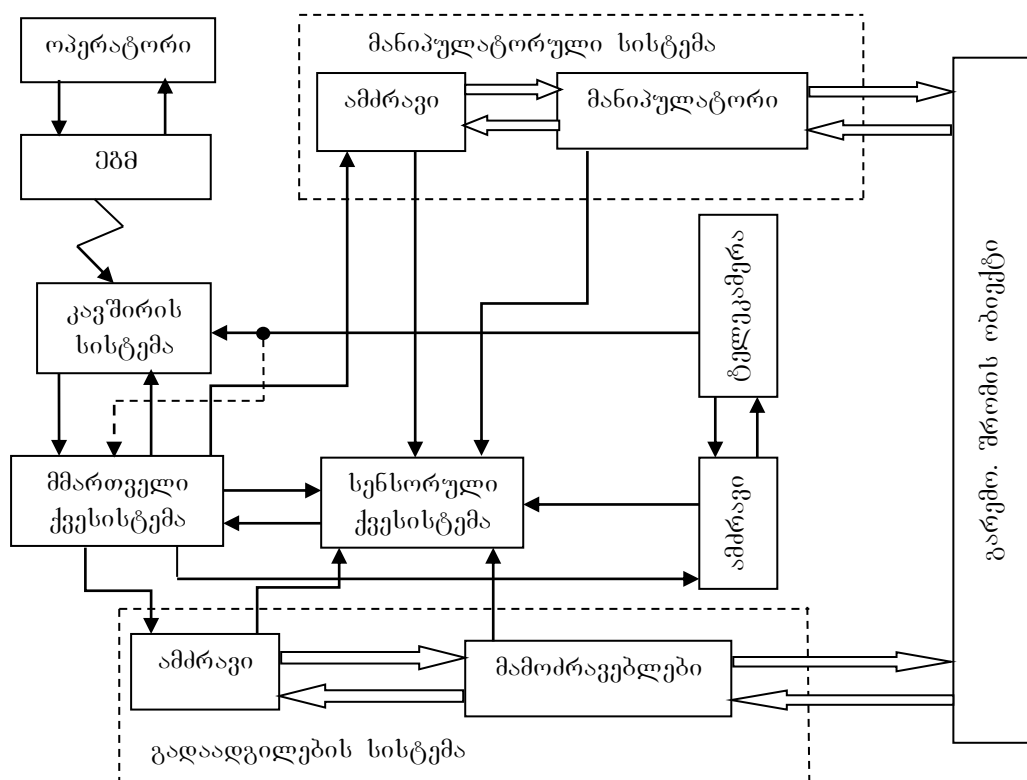 ოპერატორი
მანიპულატორული სისტემა
ამძრავი
მანიპულატორი
ეგმ
ტელეკამერა
გარემო. შრომის ობიექტი
კავშირის
სისტემა
მმართველი
ქვესისტემა
სენსორული
ქვესისტემა
ამძრავი
ამძრავი
მამოძრავებლები
გადაადგილების სისტემა